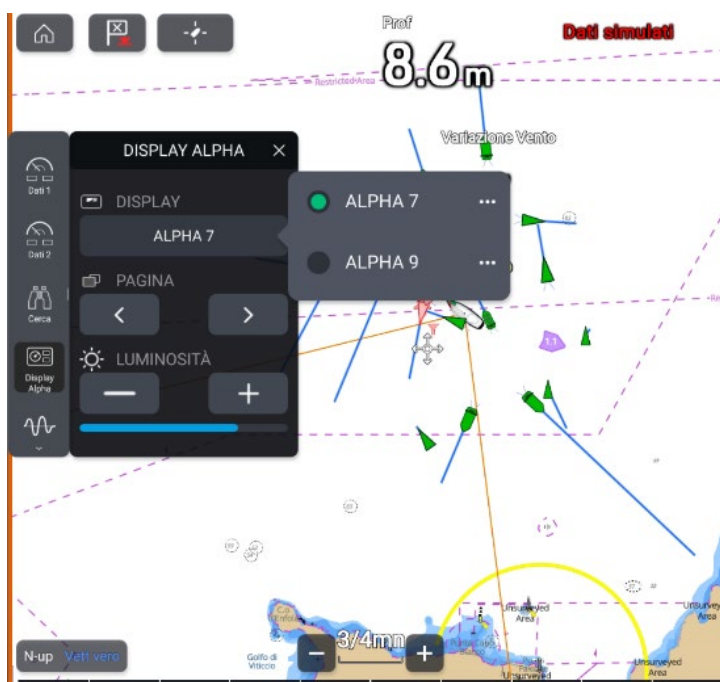 Prof
8.6 m
Dati simulati
Restricted Area
Variazione Vento
DISPLAY ALPHA
Dati 1
DISPLAY
ALPHA 7
ALPHA 7
ALPHA 9
Dati 2
PAGINA
Cerca
LUMINOSITÀ
Display
Alpha
1.1
Unsurveyed
Area
Unsurveyed
Area
Unsurveyed
Golfo di
Viticcio
3/4mn
N-up Vett vero